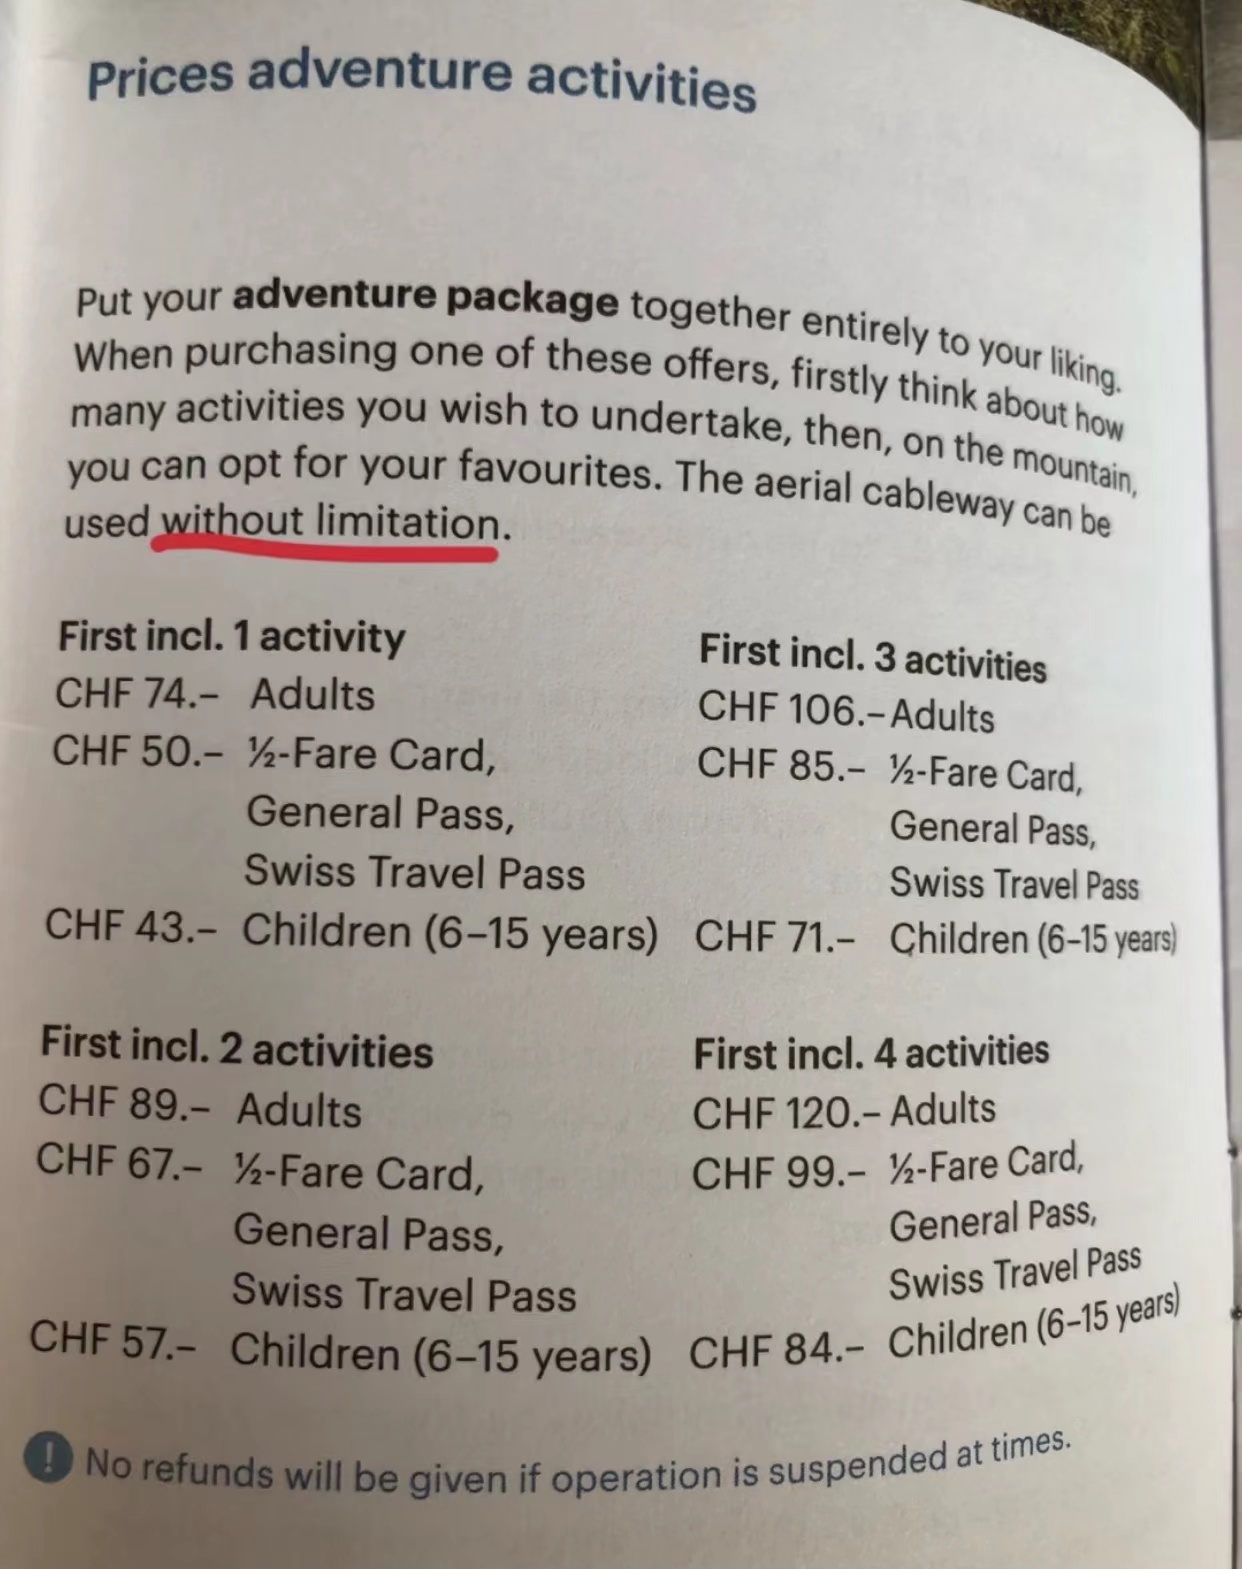 Prices adventure activities
Put your adventure package together entirely to your liking.
When purchasing one of these offers, firstly think about how
many activities you wish to undertake, then, on the mountain,
you can opt for your favourites. The aerial cableway can be
used without limitation.
First incl. 1 activity
CHF 74.– Adults
CHF 50.– ½-Fare Card,
General Pass,
Swiss Travel Pass
CHF 43.– Children (6–15 years)
First incl. 2 activities
CHF 89.– Adults
CHF 67.– ½-Fare Card,
General Pass,
Swiss Travel Pass
CHF 57.– Children (6–15 years)
First incl. 3 activities
CHF 106.– Adults
CHF 85.– ½-Fare Card,
General Pass,
Swiss Travel Pass
CHF 71.– Children (6–15 years)
First incl. 4 activities
CHF 120.– Adults
CHF 99.– ½-Fare Card,
General Pass,
Swiss Travel Pass
CHF 84.– Children (6–15 years)
! No refunds will be given if operation is suspended at times.